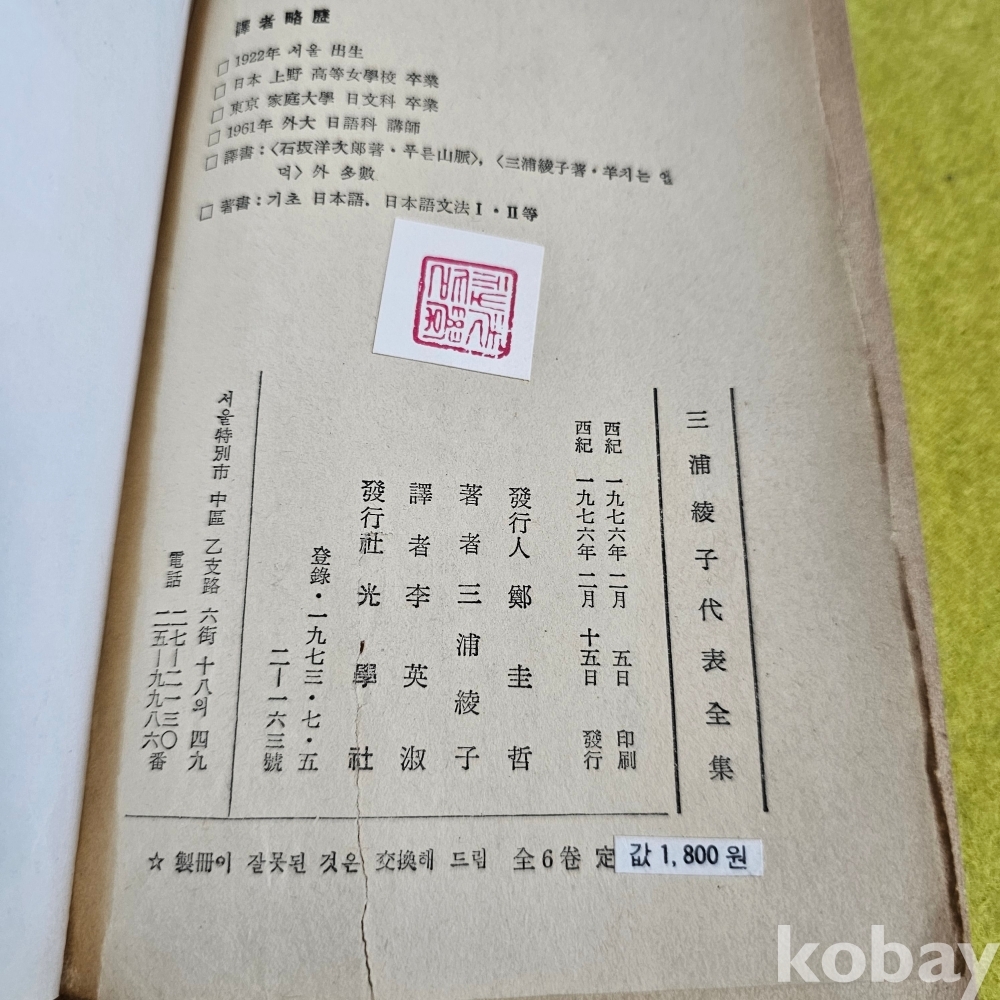 譯者略歷
□ 1922年 서울 出生
□ 日本 上野 高等女學校 卒業
□ 東京 家庭大學 日文科 卒業
□ 1961年 外大 日語科 講師
□ 譯書:〈石坂洋次郎著·푸른山脈〉, 〈三浦綾子著·羊치는 언
덕〉 外 多數
□ 著書:기초 日本語, 日本語文法 I·II等
三浦綾子代表全集
西紀 一九七六年 二月 五日 印刷
西紀 一九七六年 二月 十五日 發行
發行人 鄭圭哲
著者 三浦綾子
譯者 李英淑
發行社 光學社
登錄·一九七三·七·五
二—一六三號
서울特別市 中區 乙支路 六街 十八의 四九
電話 二七—二一三〇
二五—九九八六番
☆ 製冊이 잘못된 것은 交換해 드림 全6卷 定
값 1,800원
kobay